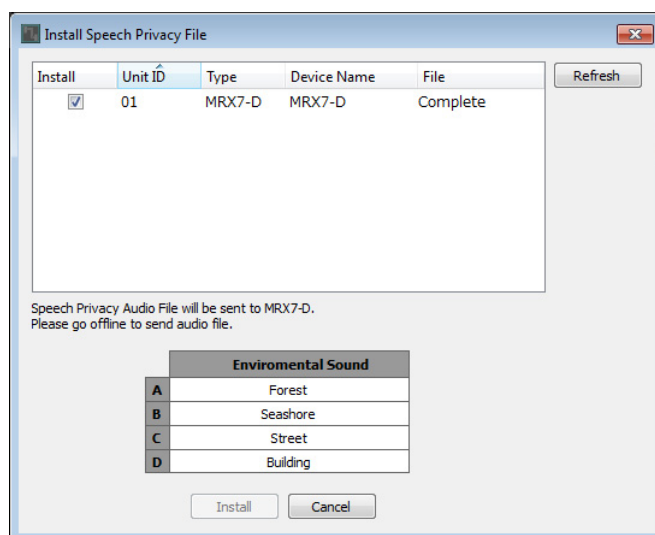 Install Speech Privacy File
Install Unit ID Type Device Name File Refresh
01 MRX7-D MRX7-D Complete
Speech Privacy Audio File will be sent to MRX7-D.
Please go offline to send audio file.
Enviromental Sound
A Forest
B Seashore
C Street
D Building
Install Cancel